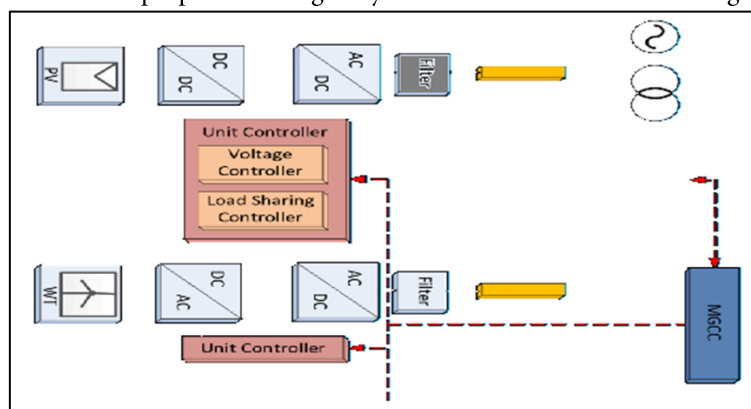 PV
DC
DC
AC
DC
Filter
Unit Controller
Voltage
Controller
Load Sharing
Controller
WT
DC
AC
AC
DC
Filter
MGCC
Unit Controller